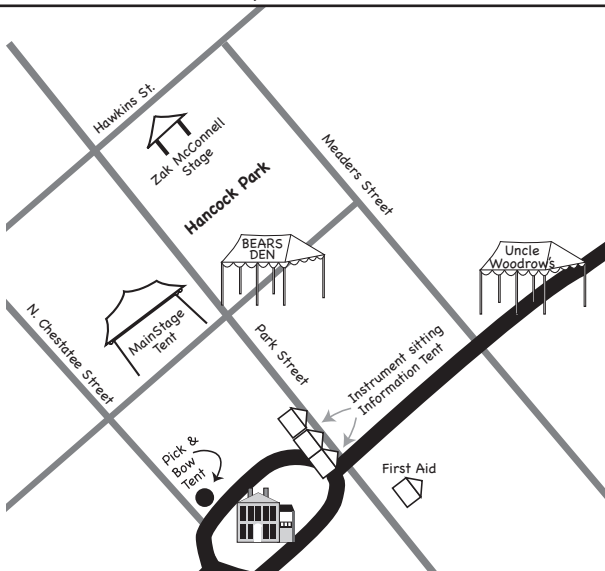 Hawkins St.
Zak McConnell
Stage
Hancock Park
Meaders Street
BEARS
DEN
Uncle
Woodrow's
MainStage
Tent
N. Chestatee Street
Park Street
Instrument sitting
Information Tent
Pick &
Bow
Tent
First Aid